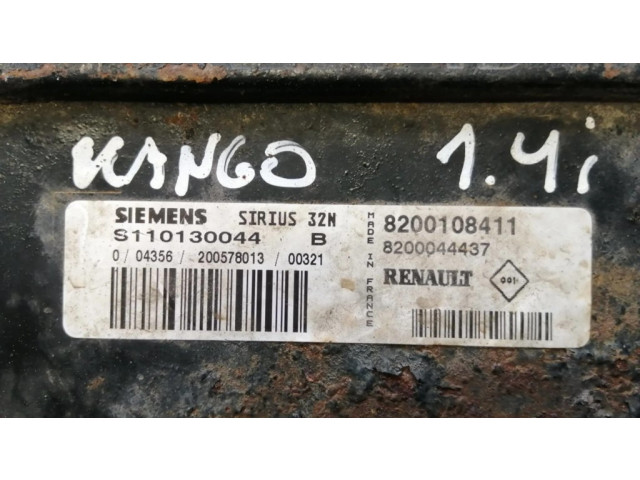 KANGO 1.4i
SIEMENS SIRIUS 32N
S110130044 B
0 / 04356 / 200578013 / 00321
MADE IN FRANCE
8200108411
8200044437
RENAULT 001